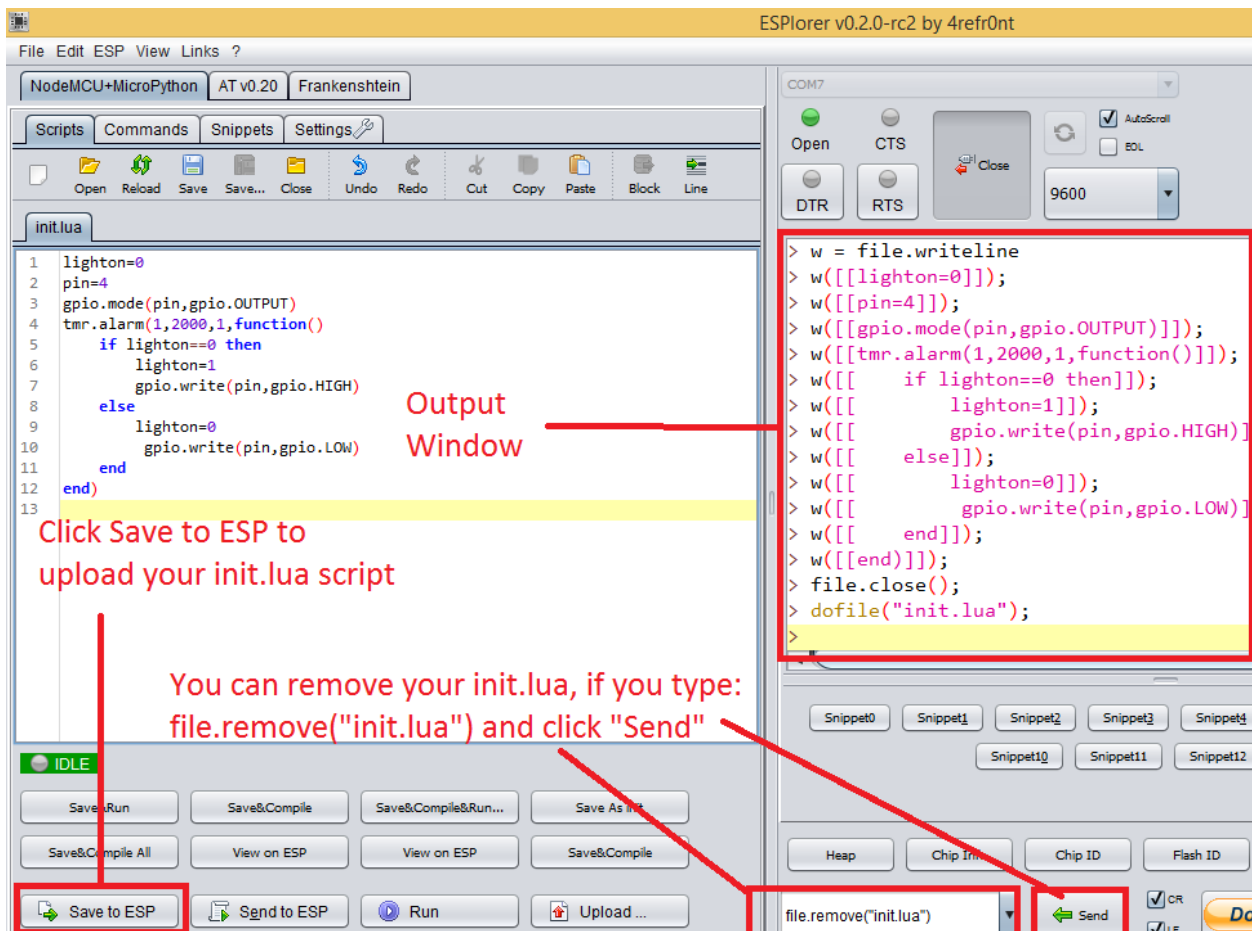 ESPlorer v0.2.0-rc2 by 4refr0nt
File Edit ESP View Links ?
NodeMCU+MicroPython AT v0.20 Frankenshtein
Scripts Commands Snippets Settings
Open Reload Save Save... Close Undo Redo Cut Copy Paste Block Line
init.lua
1 lighton=0
2 pin=4
3 gpio.mode(pin,gpio.OUTPUT)
4 tmr.alarm(1,2000,1,function()
5     if lighton==0 then
6         lighton=1
7         gpio.write(pin,gpio.HIGH)
8     else
9         lighton=0
10          gpio.write(pin,gpio.LOW)
11     end
12 end)
13
Output
Window
Click Save to ESP to
upload your init.lua script
You can remove your init.lua, if you type:
file.remove("init.lua") and click "Send"
IDLE
Save&Run Save&Compile Save&Compile&Run... Save As init
Save&Compile All View on ESP View on ESP Save&Compile
Save to ESP Send to ESP Run Upload ...
COM7
Open CTS Close AutoScroll
EOL
DTR RTS 9600
> w = file.writeline
> w([[lighton=0]]);
> w([[pin=4]]);
> w([[gpio.mode(pin,gpio.OUTPUT)]]);
> w([[tmr.alarm(1,2000,1,function()]]);
> w([[    if lighton==0 then]]);
> w([[        lighton=1]]);
> w([[        gpio.write(pin,gpio.HIGH)]
> w([[    else]]);
> w([[        lighton=0]]);
> w([[         gpio.write(pin,gpio.LOW)]
> w([[    end]]);
> w([[end)]]);
> file.close();
> dofile("init.lua");
>
Snippet0 Snippet1 Snippet2 Snippet3 Snippet4
Snippet10 Snippet11 Snippet12
Heap Chip Info Chip ID Flash ID
file.remove("init.lua") Send CR
LF Do